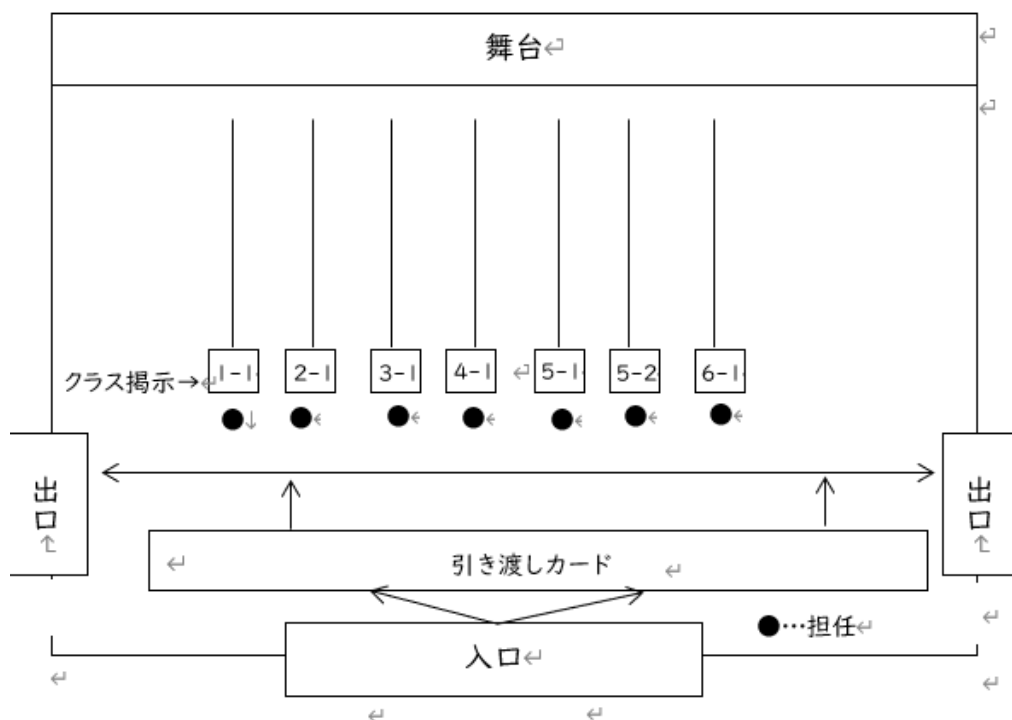 舞台
クラス掲示→
1-1
2-1
3-1
4-1
5-1
5-2
6-1
出口
出口
引き渡しカード
●…担任
入口